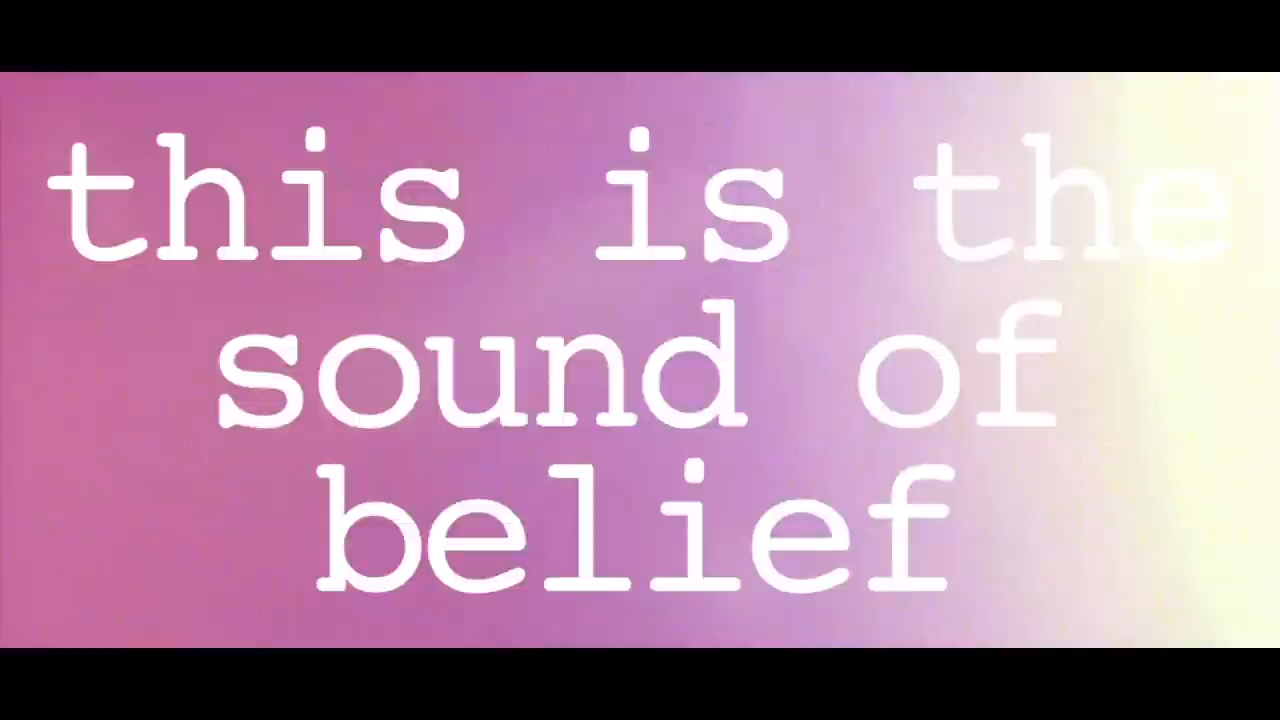 this is the
sound of
belief